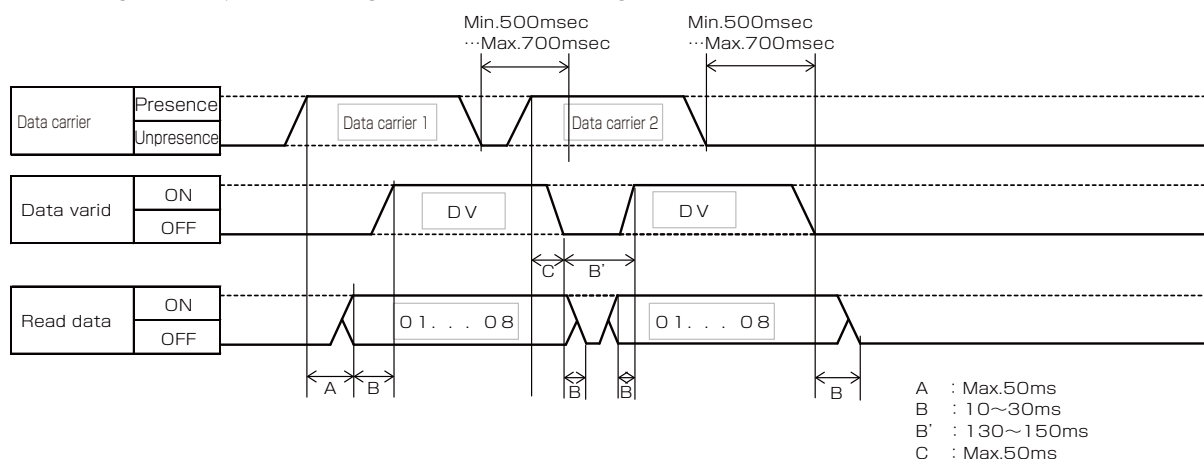 Min.500msec
…Max.700msec
Min.500msec
…Max.700msec
Data carrier
Presence
Unpresence
Data carrier 1
Data carrier 2
Data varid
ON
OFF
DV
DV
C
B’
Read data
ON
OFF
01. . . 08
01. . . 08
A
B
B
B
B
A : Max.50ms
B : 10～30ms
B’ : 130～150ms
C : Max.50ms